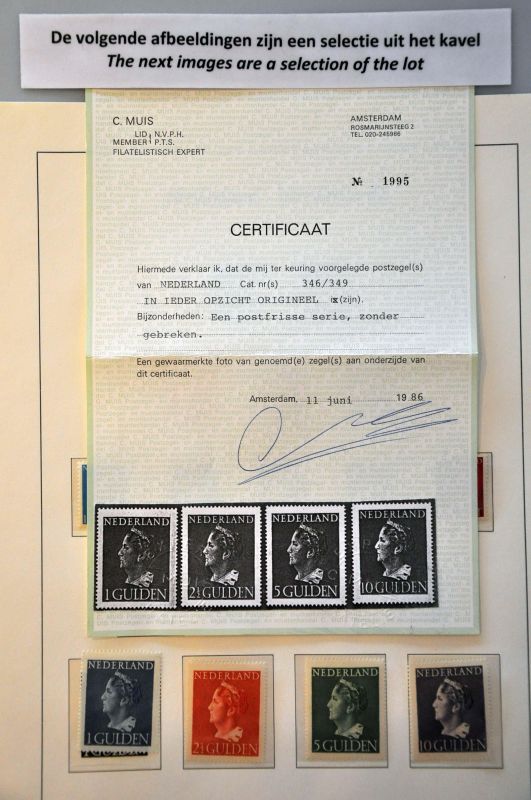 De volgende afbeeldingen zijn een selectie uit het kavel
The next images are a selection of the lot
C. MUIS
LID N.V.P.H.
MEMBER P.T.S.
FILATELISTISCH EXPERT
AMSTERDAM
ROSMARIJNSTEEG 2
TEL. 020-245986
№ 1995
CERTIFICAAT
Hiermede verklaar ik, dat de mij ter keuring voorgelegde postzegel(s)
van NEDERLAND Cat. nr(s) 346/349
IN IEDER OPZICHT ORIGINEEL is (zijn).
Bijzonderheden: Een postfrisse serie, zonder
gebreken.
Een gewaarmerkte foto van genoemd(e) zegel(s) aan onderzijde van
dit certificaat.
Amsterdam, 11 juni 1986
NEDERLAND NEDERLAND NEDERLAND NEDERLAND
1 GULDEN 2½ GULDEN 5 GULDEN 10 GULDEN
NEDERLAND NEDERLAND NEDERLAND NEDERLAND
1 GULDEN 2½ GULDEN 5 GULDEN 10 GULDEN